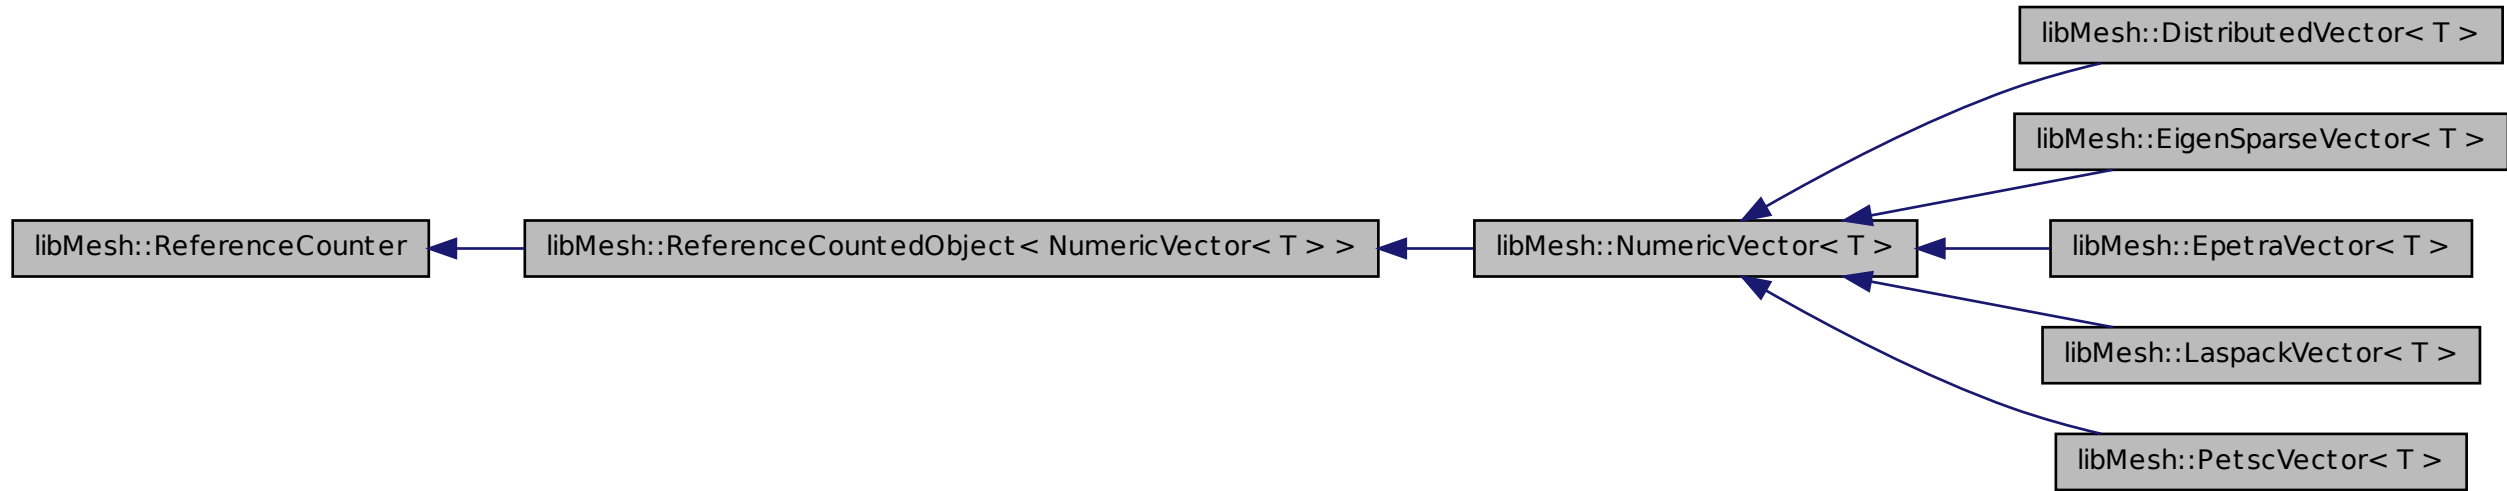 libMesh::DistributedVector< T >
libMesh::EigenSparseVector< T >
libMesh::ReferenceCounter
libMesh::ReferenceCountedObject< NumericVector< T > >
libMesh::NumericVector< T >
libMesh::EpetraVector< T >
libMesh::LaspackVector< T >
libMesh::PetscVector< T >